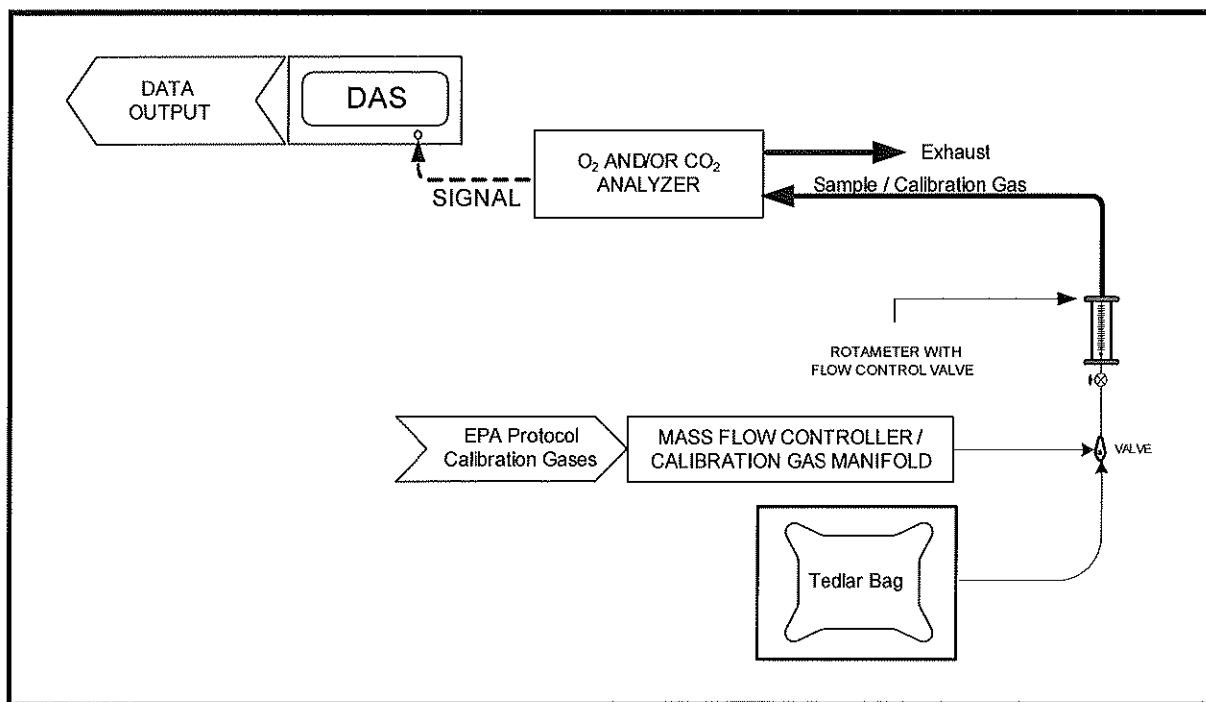 DATA
OUTPUT
DAS
O₂ AND/OR CO₂
ANALYZER
Exhaust
Sample / Calibration Gas
SIGNAL
ROTAMETER WITH
FLOW CONTROL VALVE
EPA Protocol
Calibration Gases
MASS FLOW CONTROLLER /
CALIBRATION GAS MANIFOLD
VALVE
Tedlar Bag